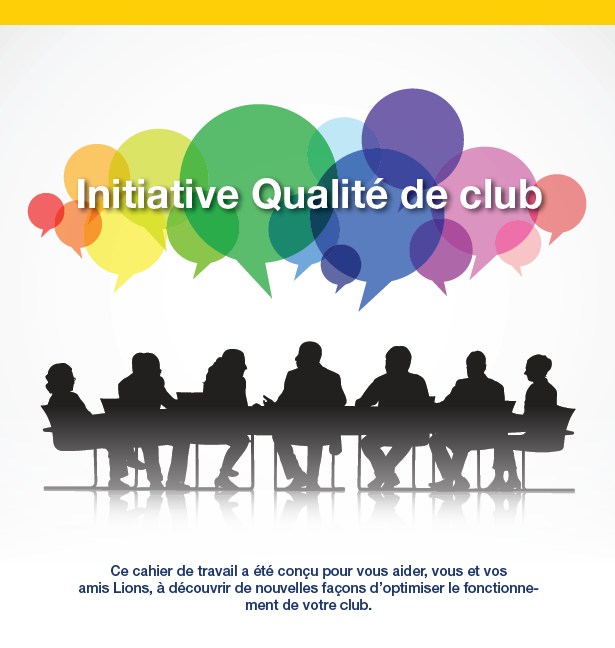 Initiative Qualité de club
Ce cahier de travail a été conçu pour vous aider, vous et vos
amis Lions, à découvrir de nouvelles façons d’optimiser le fonctionne-
ment de votre club.